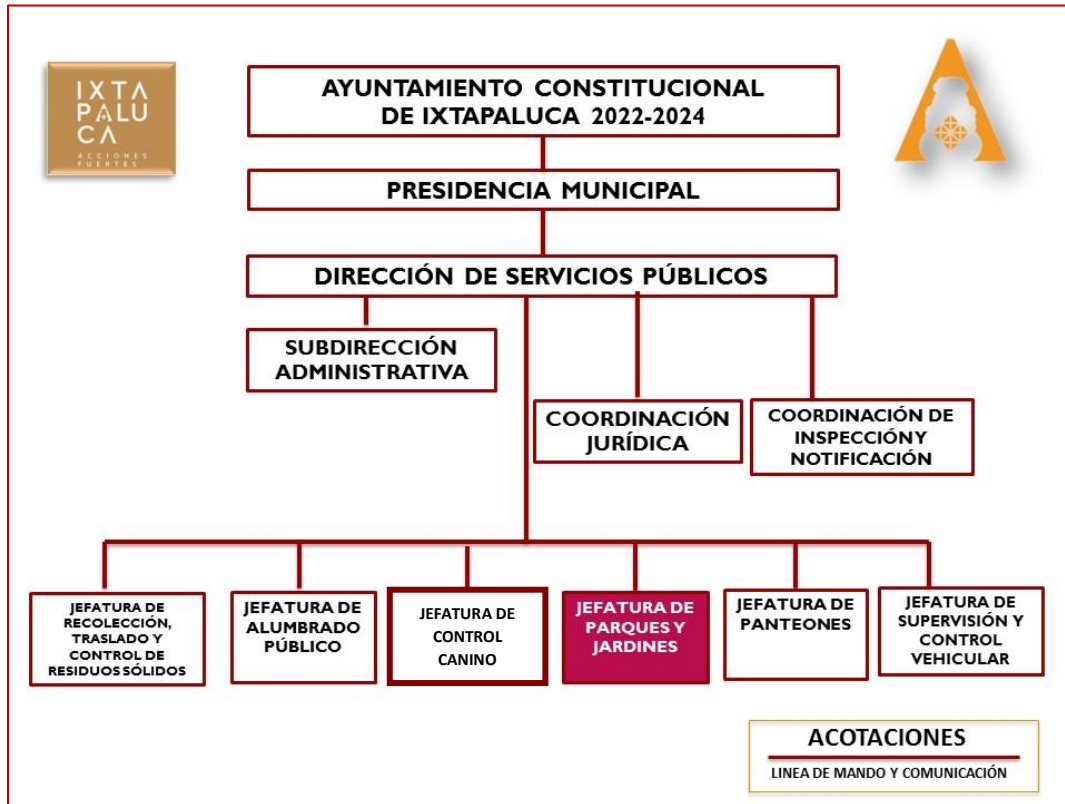 IXTA
PALU
CA
ACCIONES
FUERTES
AYUNTAMIENTO CONSTITUCIONAL
DE IXTAPALUCA 2022-2024
PRESIDENCIA MUNICIPAL
DIRECCIÓN DE SERVICIOS PÚBLICOS
SUBDIRECCIÓN
ADMINISTRATIVA
COORDINACIÓN
JURÍDICA
COORDINACIÓN DE
INSPECCIÓN Y
NOTIFICACIÓN
JEFATURA DE
RECOLECCIÓN,
TRASLADO Y
CONTROL DE
RESIDUOS SÓLIDOS
JEFATURA DE
ALUMBRADO
PÚBLICO
JEFATURA DE
CONTROL
CANINO
JEFATURA DE
PARQUES Y
JARDINES
JEFATURA DE
PANTEONES
JEFATURA DE
SUPERVISIÓN Y
CONTROL
VEHICULAR
ACOTACIONES
LINEA DE MANDO Y COMUNICACIÓN